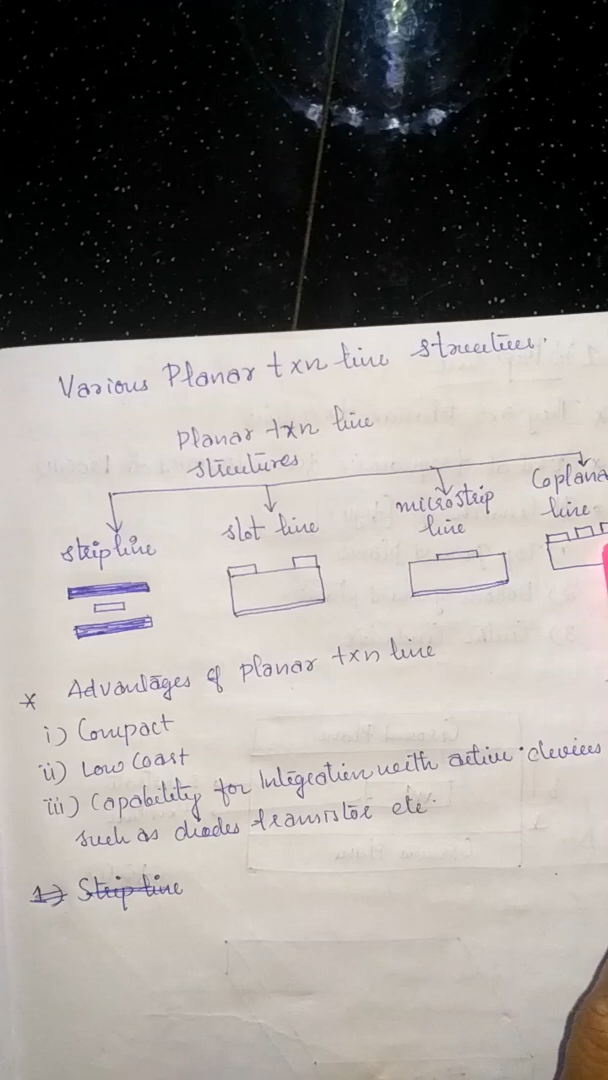 Various Planar txn line structures.
Planar txn line
structures
stripline
slot line
microstrip
line
Coplana
line
* Advantages of planar txn line
i) Compact
ii) Low Coast
iii) Capability for Integration with active devices
such as diodes transistor etc.
1) Strip line